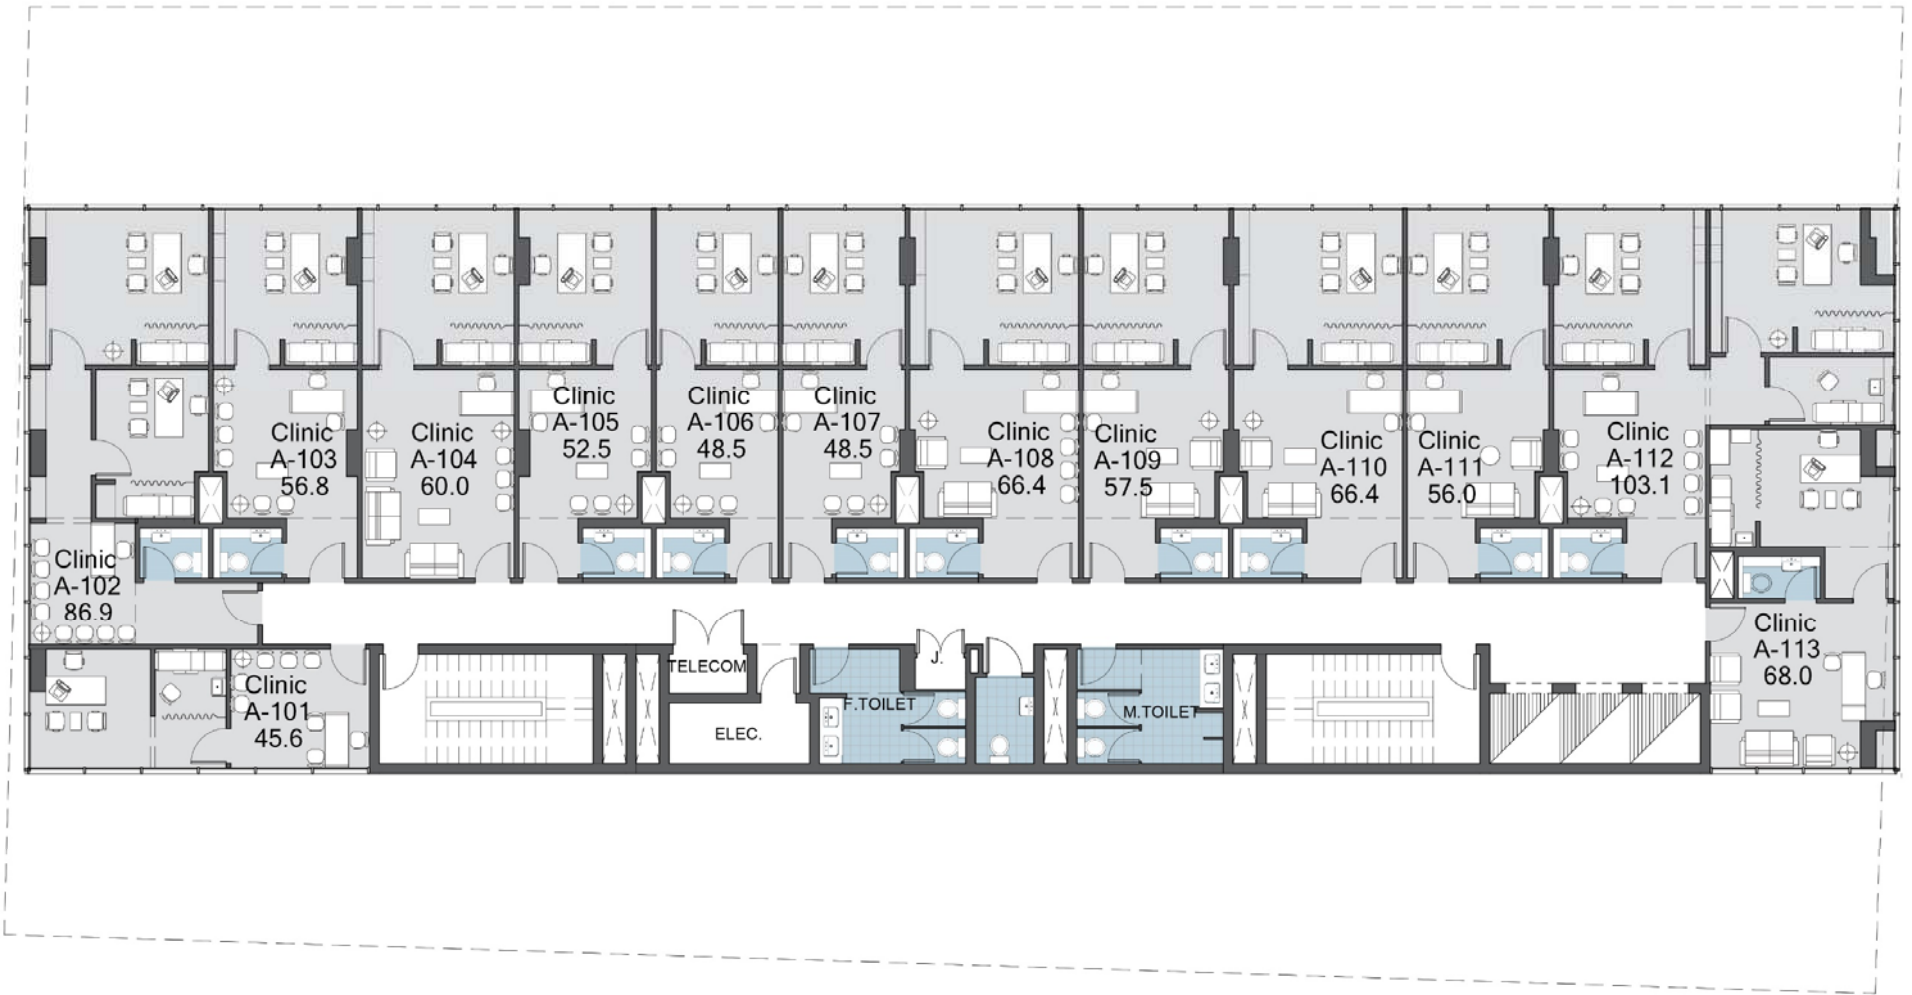 Clinic
A-102
86.9
Clinic
A-103
56.8
Clinic
A-104
60.0
Clinic
A-105
52.5
Clinic
A-106
48.5
Clinic
A-107
48.5
Clinic
A-108
66.4
Clinic
A-109
57.5
Clinic
A-110
66.4
Clinic
A-111
56.0
Clinic
A-112
103.1
Clinic
A-113
68.0
Clinic
A-101
45.6
TELECOM
ELEC.
F.TOILET
J.
M.TOILET